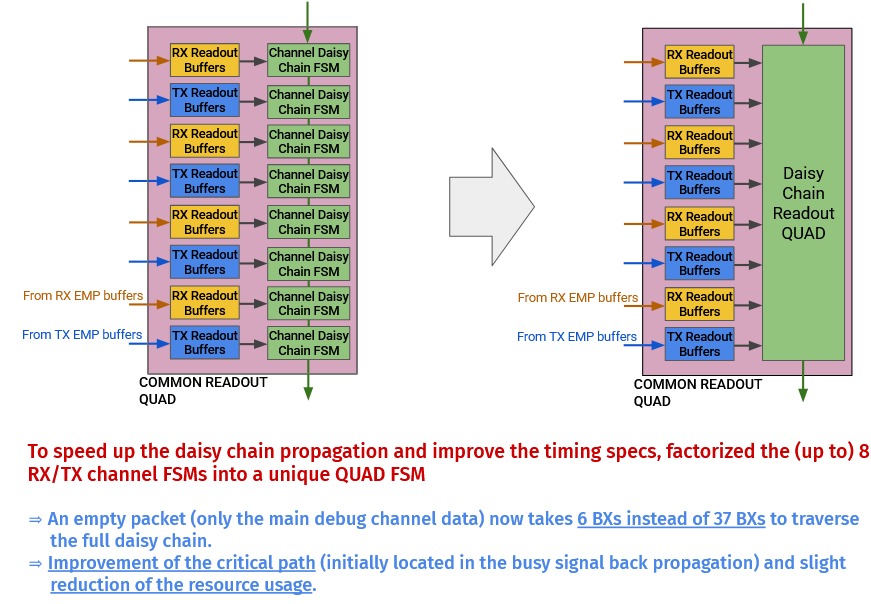 RX Readout
Buffers
Channel Daisy
Chain FSM
TX Readout
Buffers
Channel Daisy
Chain FSM
RX Readout
Buffers
Channel Daisy
Chain FSM
TX Readout
Buffers
Channel Daisy
Chain FSM
RX Readout
Buffers
Channel Daisy
Chain FSM
TX Readout
Buffers
Channel Daisy
Chain FSM
From RX EMP buffers
RX Readout
Buffers
Channel Daisy
Chain FSM
From TX EMP buffers
TX Readout
Buffers
Channel Daisy
Chain FSM
COMMON READOUT
QUAD
RX Readout
Buffers
TX Readout
Buffers
RX Readout
Buffers
TX Readout
Buffers
RX Readout
Buffers
TX Readout
Buffers
From RX EMP buffers
RX Readout
Buffers
From TX EMP buffers
TX Readout
Buffers
Daisy
Chain
Readout
QUAD
COMMON READOUT
QUAD
To speed up the daisy chain propagation and improve the timing specs, factorized the (up to) 8
RX/TX channel FSMs into a unique QUAD FSM
⇒ An empty packet (only the main debug channel data) now takes 6 BXs instead of 37 BXs to traverse
the full daisy chain.
⇒ Improvement of the critical path (initially located in the busy signal back propagation) and slight
reduction of the resource usage.